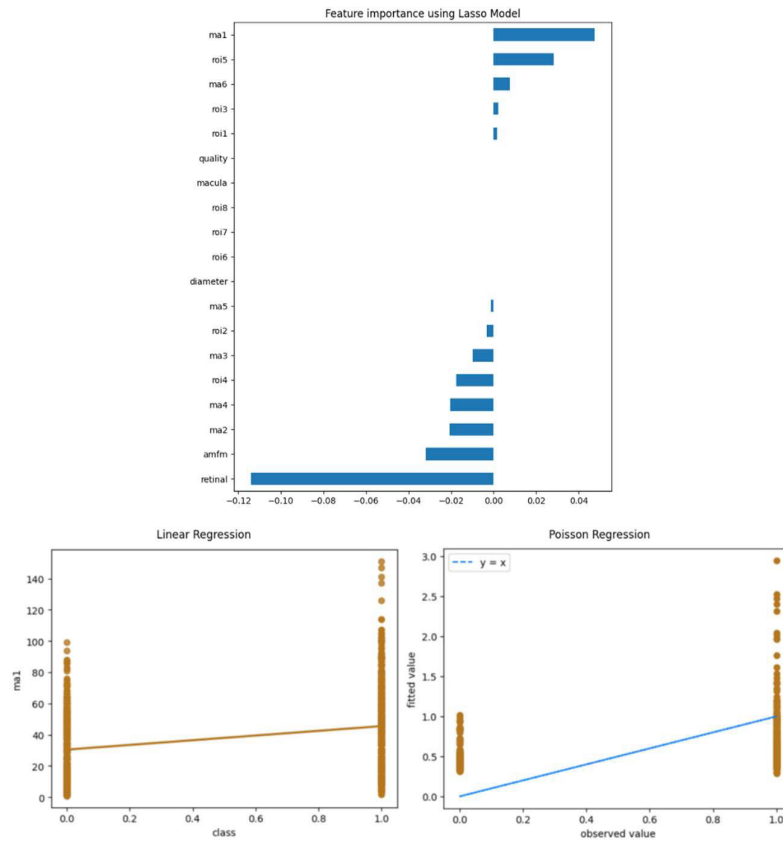 Feature importance using Lasso Model
ma1
roi5
ma6
roi3
roi1
quality
macula
roi8
roi7
roi6
diameter
ma5
roi2
ma3
roi4
ma4
ma2
amfm
retinal
−0.12 −0.10 −0.08 −0.06 −0.04 −0.02 0.00 0.02 0.04
Linear Regression
140
120
100
80
60
40
20
0
ma1
0.0 0.2 0.4 0.6 0.8 1.0
class
Poisson Regression
y = x
3.0
2.5
2.0
1.5
1.0
0.5
0.0
fitted value
0.0 0.2 0.4 0.6 0.8 1.0
observed value